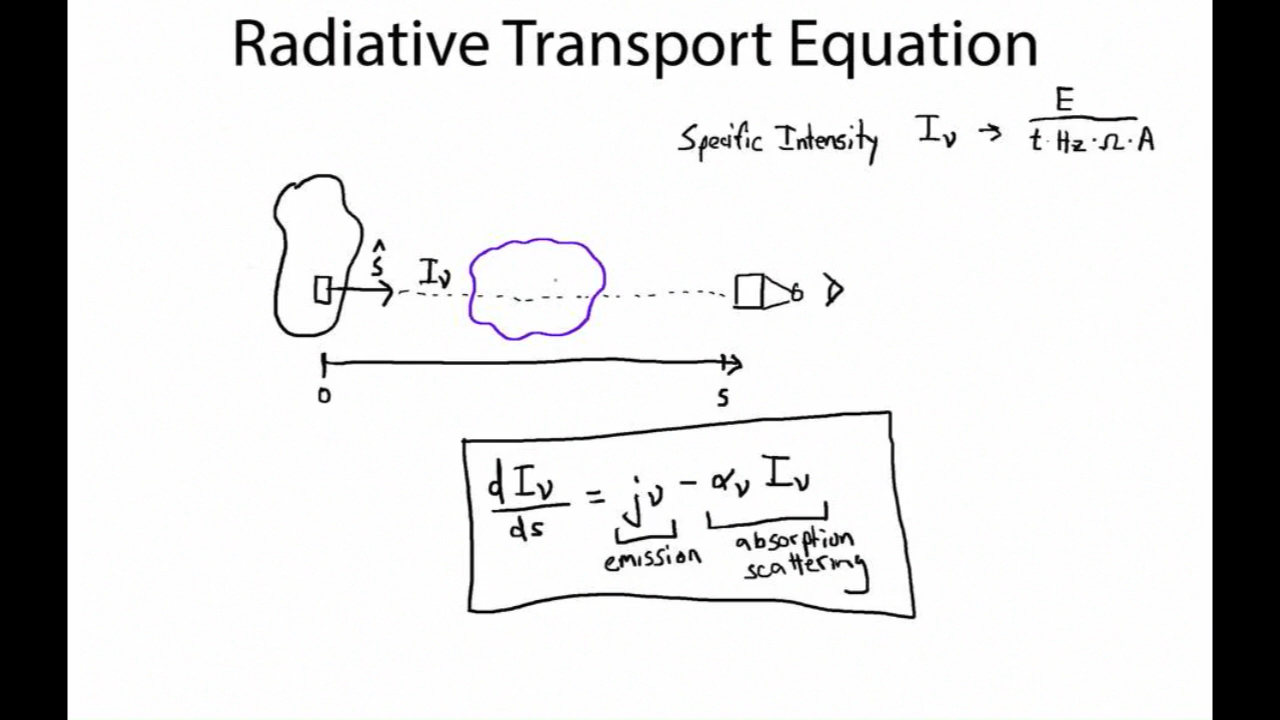 Radiative Transport Equation
Specific Intensity Iν → E / t·Hz·Ω·A
ŝ Iν
0 s
dIν/ds = jν - αν Iν
emission absorption
scattering